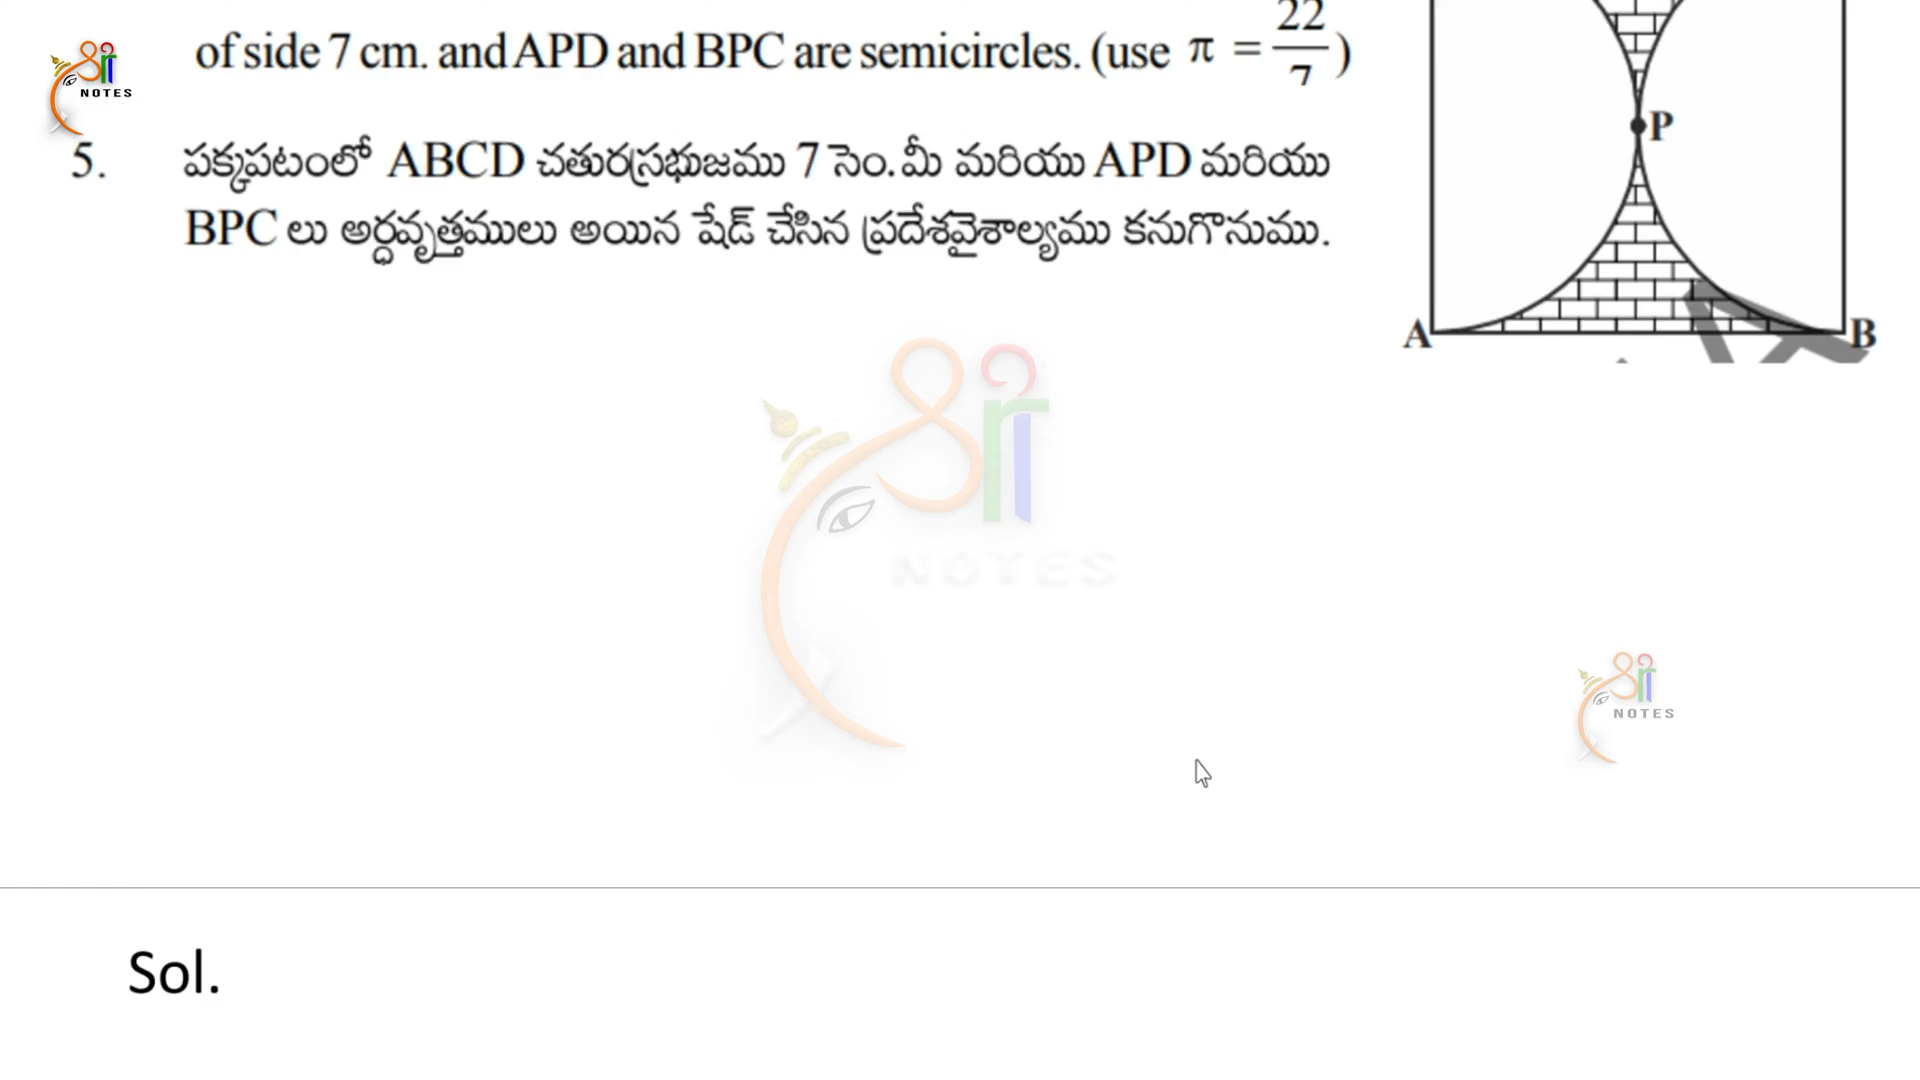 श्री
NOTES
of side 7 cm. and APD and BPC are semicircles. (use π = 22/7)
P
5. పక్కపటంలో ABCD చతురస్రభుజము 7 సెం.మీ మరియు APD మరియు
BPC లు అర్ధవృత్తములు అయిన షేడ్ చేసిన ప్రదేశవైశాల్యము కనుగొనుము.
A
B
श्री
NOTES
श्री
NOTES
Sol.